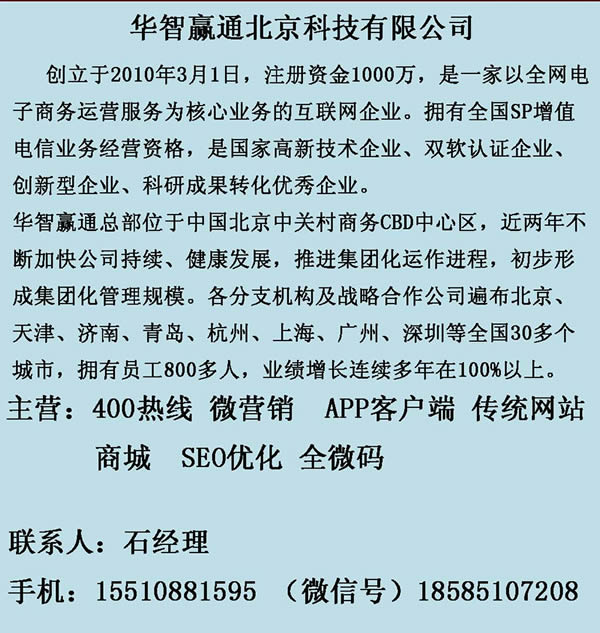 华智赢通北京科技有限公司
创立于2010年3月1日，注册资金1000万，是一家以全网电
子商务运营服务为核心业务的互联网企业。拥有全国SP增值
电信业务经营资格，是国家高新技术企业、双软认证企业、
创新型企业、科研成果转化优秀企业。
华智赢通总部位于中国北京中关村商务CBD中心区，近两年不
断加快公司持续、健康发展，推进集团化运作进程，初步形
成集团化管理规模。各分支机构及战略合作公司遍布北京、
天津、济南、青岛、杭州、上海、广州、深圳等全国30多个
城市，拥有员工800多人，业绩增长连续多年在100%以上。
主营：400热线 微营销 APP客户端 传统网站
商城 SEO优化 全微码
联系人：石经理
手机：15510881595 （微信号）18585107208